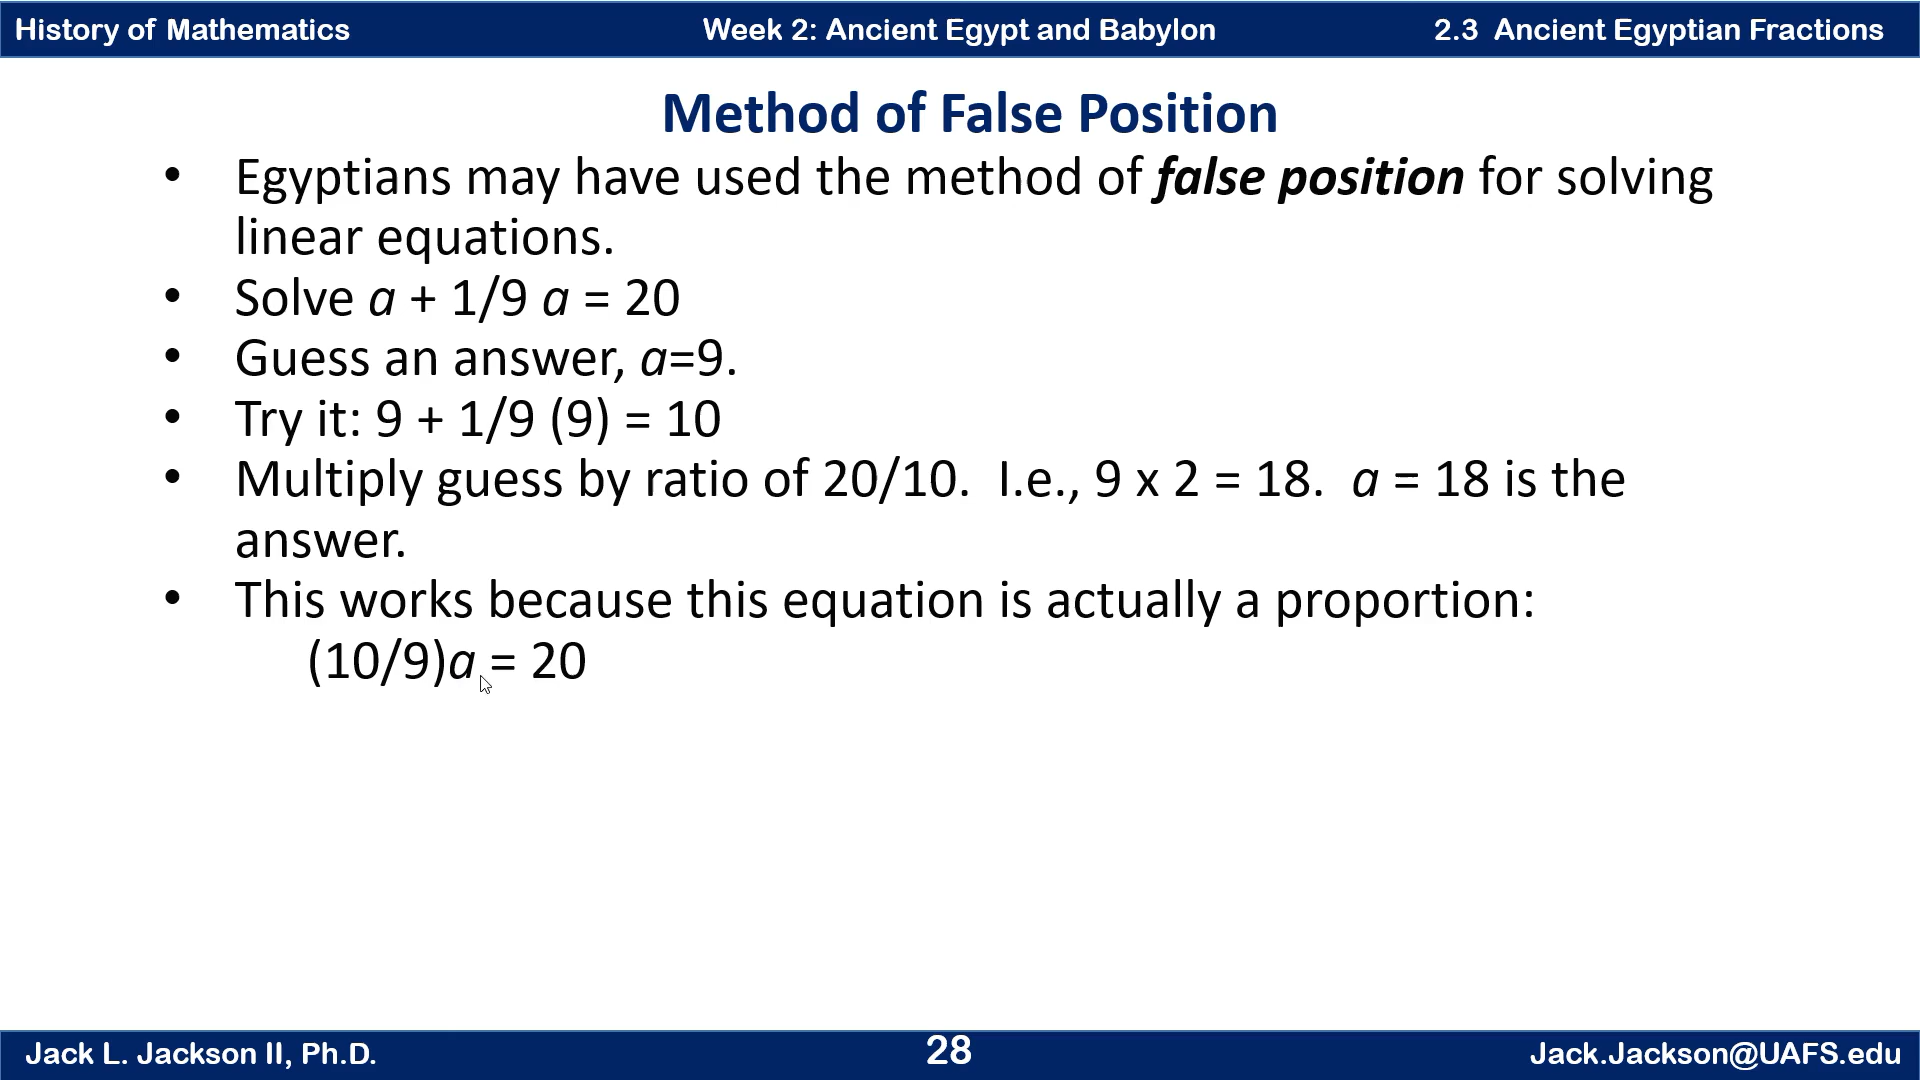 History of Mathematics
Week 2: Ancient Egypt and Babylon
2.3 Ancient Egyptian Fractions
Method of False Position
• Egyptians may have used the method of false position for solving
linear equations.
• Solve a + 1/9 a = 20
• Guess an answer, a=9.
• Try it: 9 + 1/9 (9) = 10
• Multiply guess by ratio of 20/10. I.e., 9 x 2 = 18. a = 18 is the
answer.
• This works because this equation is actually a proportion:
(10/9)a = 20
Jack L. Jackson II, Ph.D.
28
Jack.Jackson@UAFS.edu